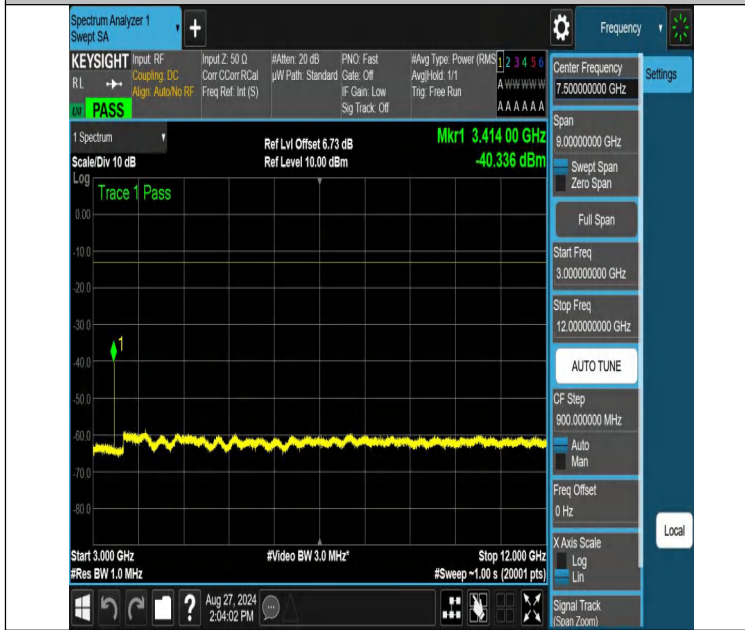 Spectrum Analyzer 1
Swept SA
+
Frequency
KEYSIGHT
RL
PASS
Input: RF
Coupling: DC
Align: Auto/No RF
Input Z: 50 Ω
Corr CCorr RCal
Freq Ref: Int (S)
#Atten: 20 dB
µW Path: Standard
PNO: Fast
Gate: Off
IF Gain: Low
Sig Track: Off
#Avg Type: Power (RMS
Avg|Hold: 1/1
Trig: Free Run
1 2 3 4 5 6
A W W W W W
A A A A A A
Center Frequency
7.500000000 GHz
Settings
1 Spectrum
Scale/Div 10 dB
Ref Lvl Offset 6.73 dB
Ref Level 10.00 dBm
Mkr1 3.414 00 GHz
-40.336 dBm
Log
Trace 1 Pass
0.00
-10.0
-20.0
-30.0
-40.0
-50.0
-60.0
-70.0
-80.0
1
Start 3.000 GHz
#Res BW 1.0 MHz
#Video BW 3.0 MHz*
Stop 12.000 GHz
#Sweep ~1.00 s (20001 pts)
Span
9.00000000 GHz
Swept Span
Zero Span
Full Span
Start Freq
3.000000000 GHz
Stop Freq
12.000000000 GHz
AUTO TUNE
CF Step
900.000000 MHz
Auto
Man
Freq Offset
0 Hz
X Axis Scale
Log
Lin
Signal Track
(Span Zoom)
Local
?
Aug 27, 2024
2:04:02 PM